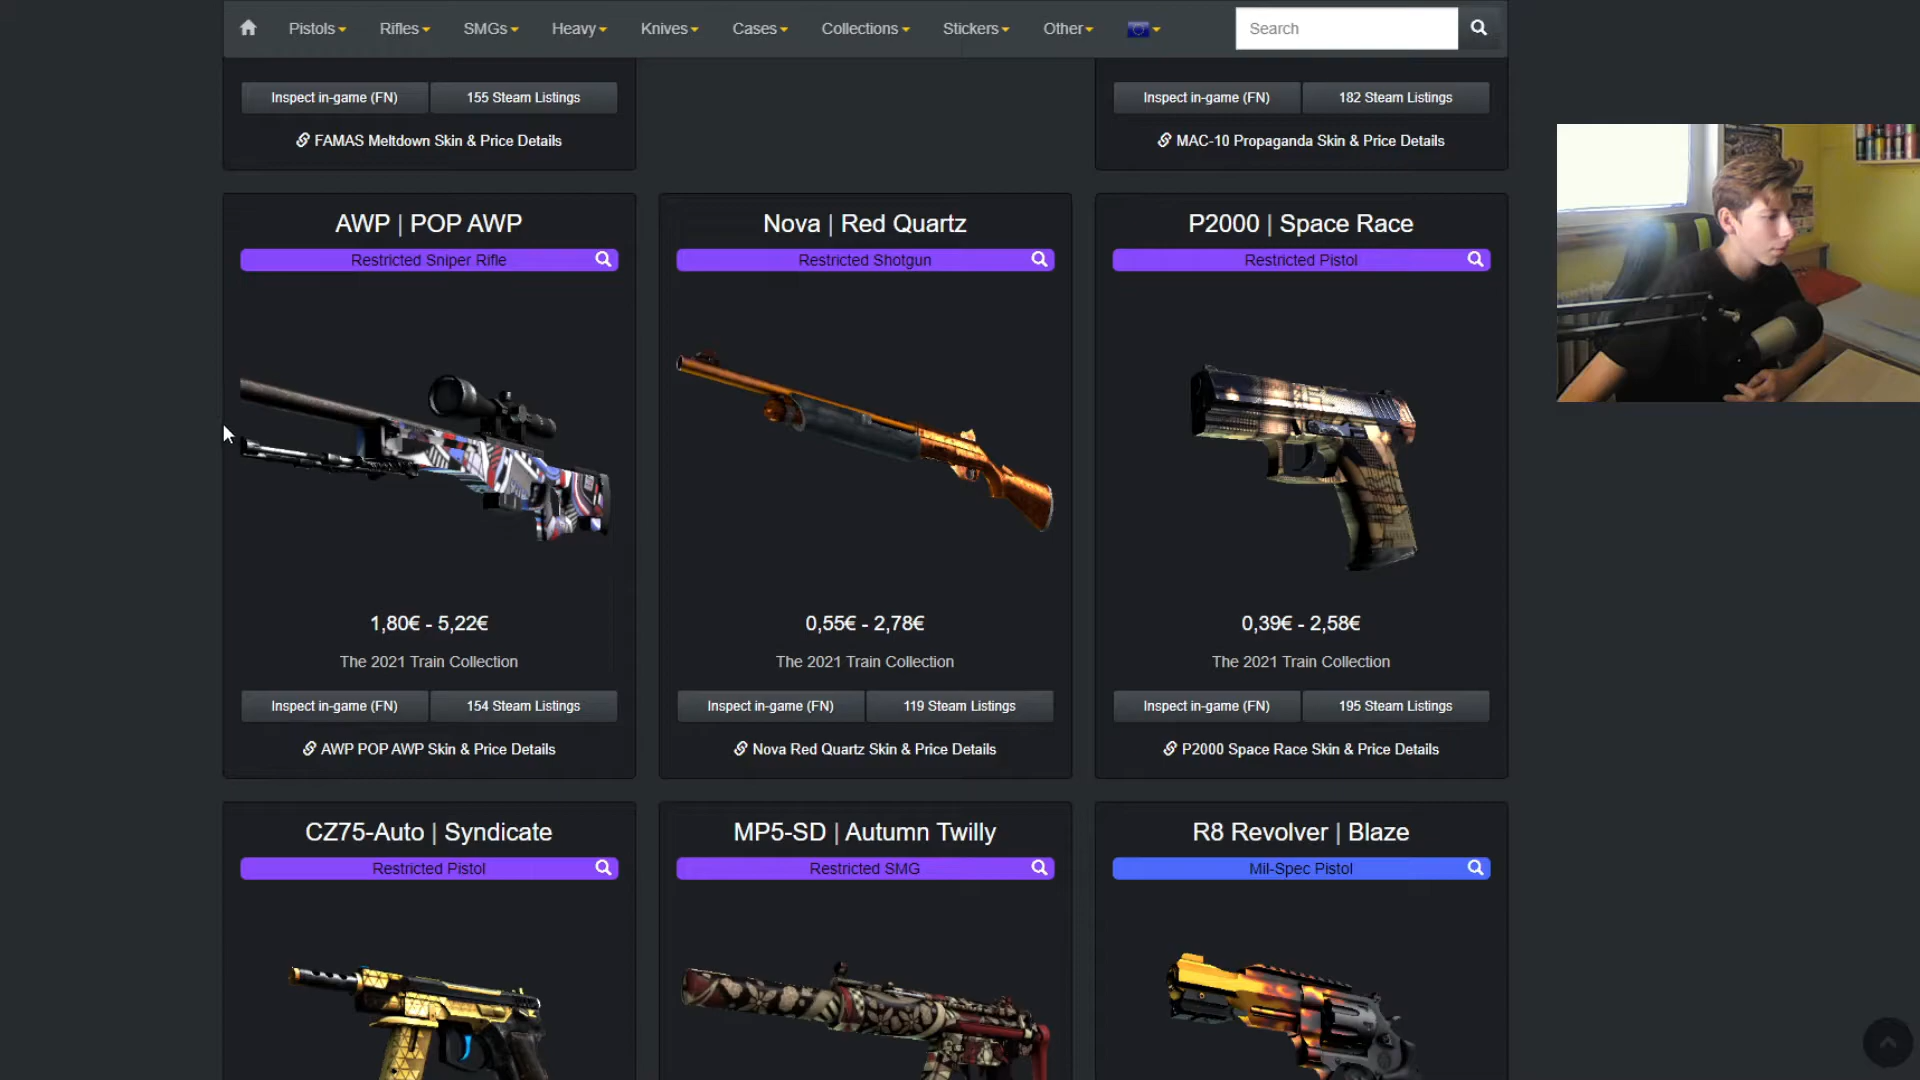 Pistols Rifles SMGs Heavy Knives Cases Collections Stickers Other Search
Inspect in-game (FN) 155 Steam Listings
FAMAS Meltdown Skin & Price Details
Inspect in-game (FN) 182 Steam Listings
MAC-10 Propaganda Skin & Price Details
AWP | POP AWP
Restricted Sniper Rifle
1,80€ - 5,22€
The 2021 Train Collection
Inspect in-game (FN) 154 Steam Listings
AWP POP AWP Skin & Price Details
Nova | Red Quartz
Restricted Shotgun
0,55€ - 2,78€
The 2021 Train Collection
Inspect in-game (FN) 119 Steam Listings
Nova Red Quartz Skin & Price Details
P2000 | Space Race
Restricted Pistol
0,39€ - 2,58€
The 2021 Train Collection
Inspect in-game (FN) 195 Steam Listings
P2000 Space Race Skin & Price Details
CZ75-Auto | Syndicate
Restricted Pistol
MP5-SD | Autumn Twilly
Restricted SMG
R8 Revolver | Blaze
Mil-Spec Pistol